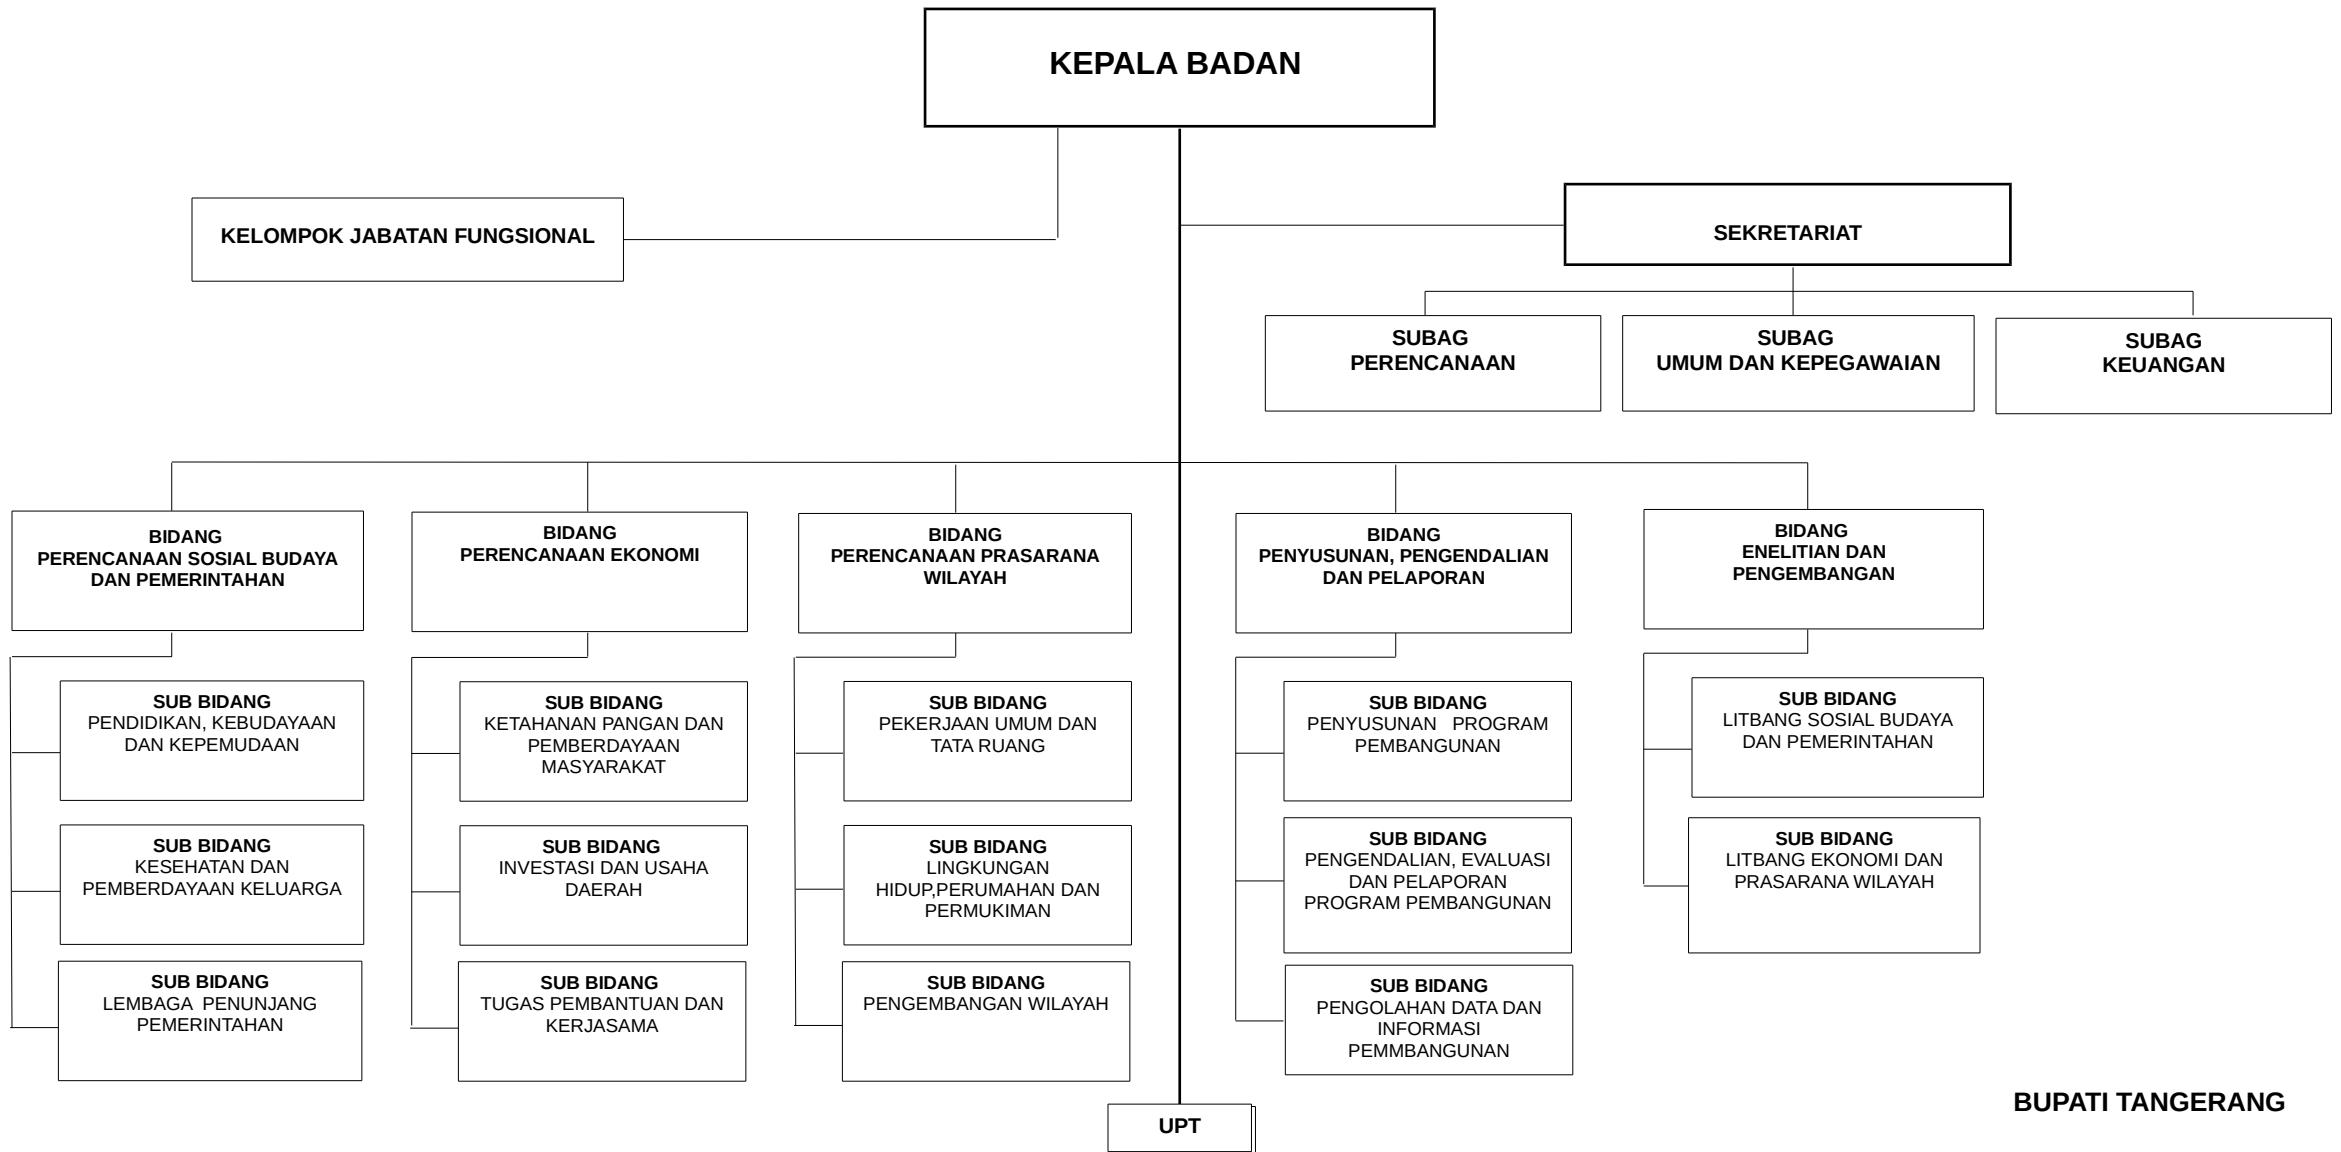 KEPALA BADAN
KELOMPOK JABATAN FUNGSIONAL
SEKRETARIAT
SUBAG
PERENCANAAN
SUBAG
UMUM DAN KEPEGAWAIAN
SUBAG
KEUANGAN
BIDANG
PERENCANAAN SOSIAL BUDAYA
DAN PEMERINTAHAN
BIDANG
PERENCANAAN EKONOMI
BIDANG
PERENCANAAN PRASARANA
WILAYAH
BIDANG
PENYUSUNAN, PENGENDALIAN
DAN PELAPORAN
BIDANG
ENELITIAN DAN
PENGEMBANGAN
SUB BIDANG
PENDIDIKAN, KEBUDAYAAN
DAN KEPEMUDAAN
SUB BIDANG
KETAHANAN PANGAN DAN
PEMBERDAYAAN
MASYARAKAT
SUB BIDANG
PEKERJAAN UMUM DAN
TATA RUANG
SUB BIDANG
PENYUSUNAN   PROGRAM
PEMBANGUNAN
SUB BIDANG
LITBANG SOSIAL BUDAYA
DAN PEMERINTAHAN
SUB BIDANG
KESEHATAN DAN
PEMBERDAYAAN KELUARGA
SUB BIDANG
INVESTASI DAN USAHA
DAERAH
SUB BIDANG
LINGKUNGAN
HIDUP,PERUMAHAN DAN
PERMUKIMAN
SUB BIDANG
PENGENDALIAN, EVALUASI
DAN PELAPORAN
PROGRAM PEMBANGUNAN
SUB BIDANG
LITBANG EKONOMI DAN
PRASARANA WILAYAH
SUB BIDANG
LEMBAGA  PENUNJANG
PEMERINTAHAN
SUB BIDANG
TUGAS PEMBANTUAN DAN
KERJASAMA
SUB BIDANG
PENGEMBANGAN WILAYAH
SUB BIDANG
PENGOLAHAN DATA DAN
INFORMASI
PEMMBANGUNAN
UPT
BUPATI TANGERANG